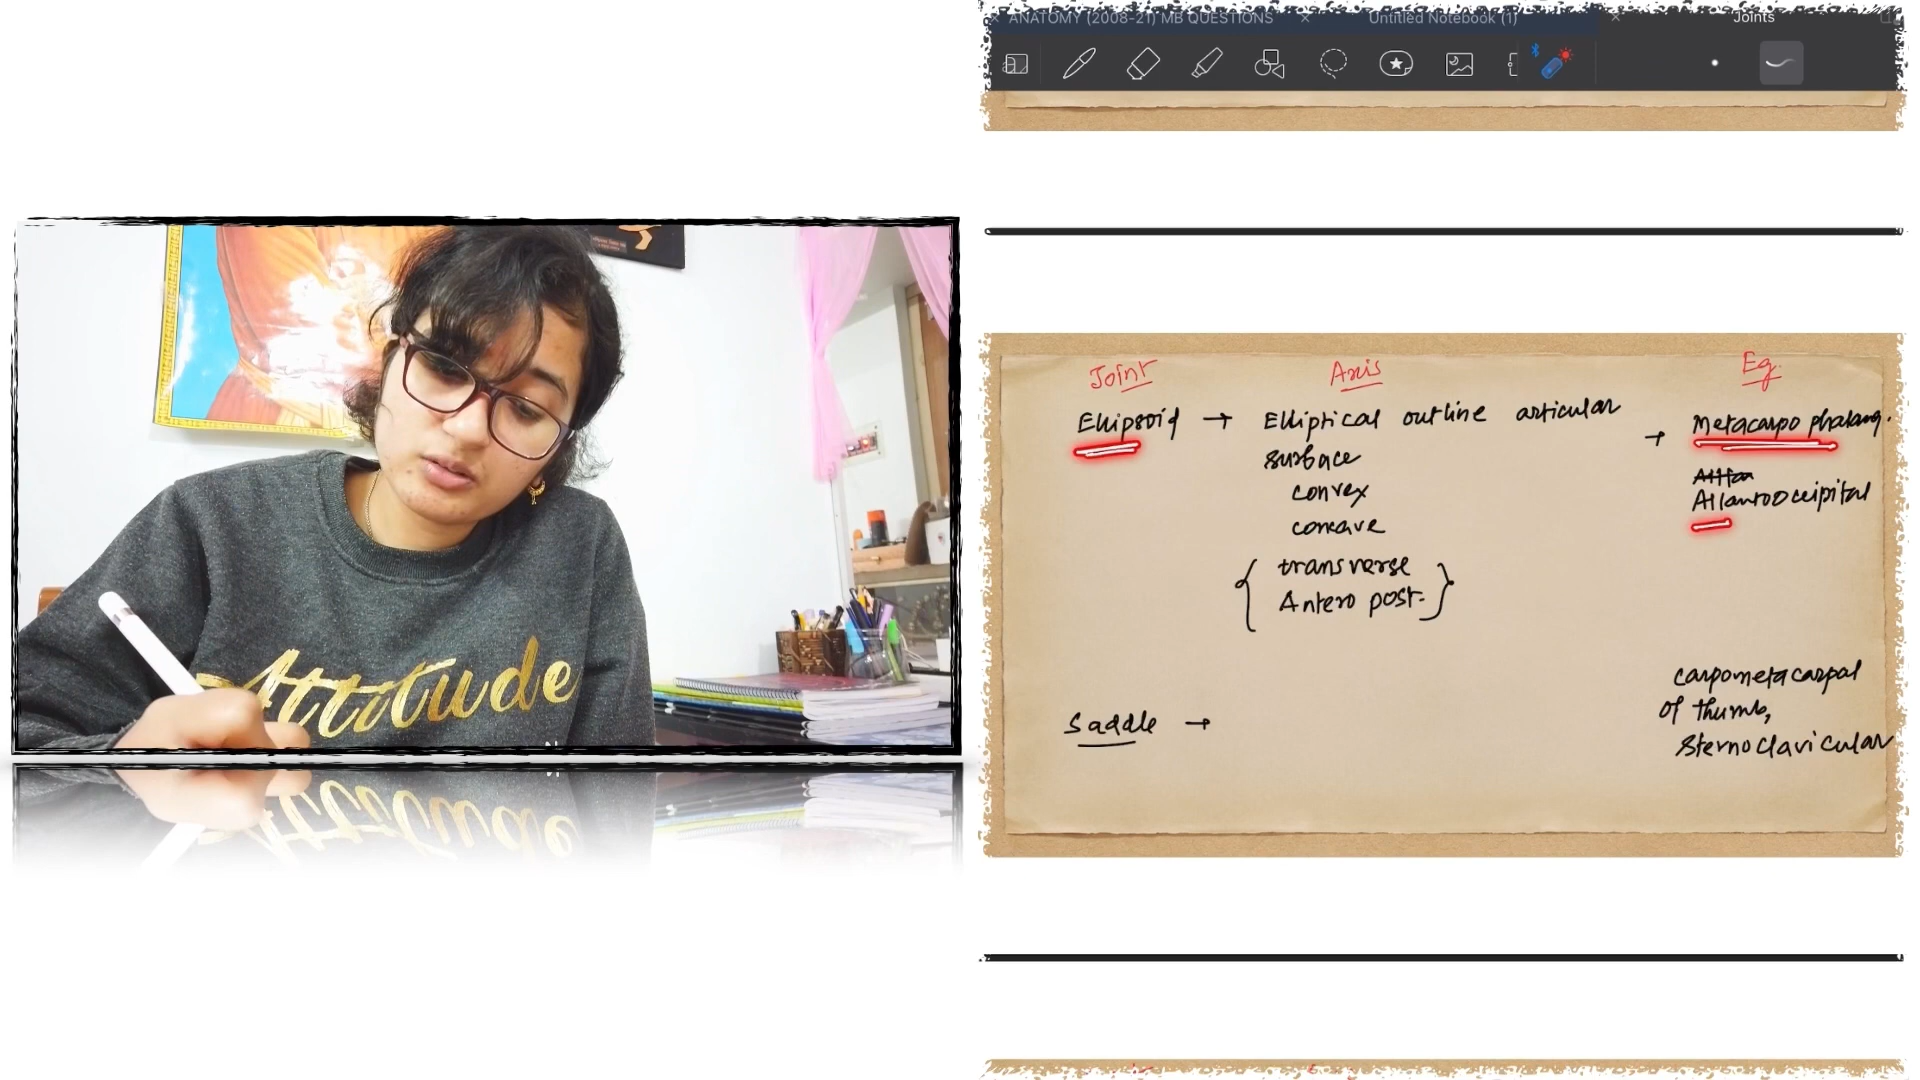 ANATOMY (2008-21) MB QUESTIONS
Untitled Notebook (1)
Joints
Attitude
Joint Axis Eg.
Ellipsoid → Elliptical outline articular → Metacarpo phalang.
surface
convex
concave
Atlantooccipital
transverse
Antero post.
Saddle →
carpometacarpal
of thumb,
sternoclavicular